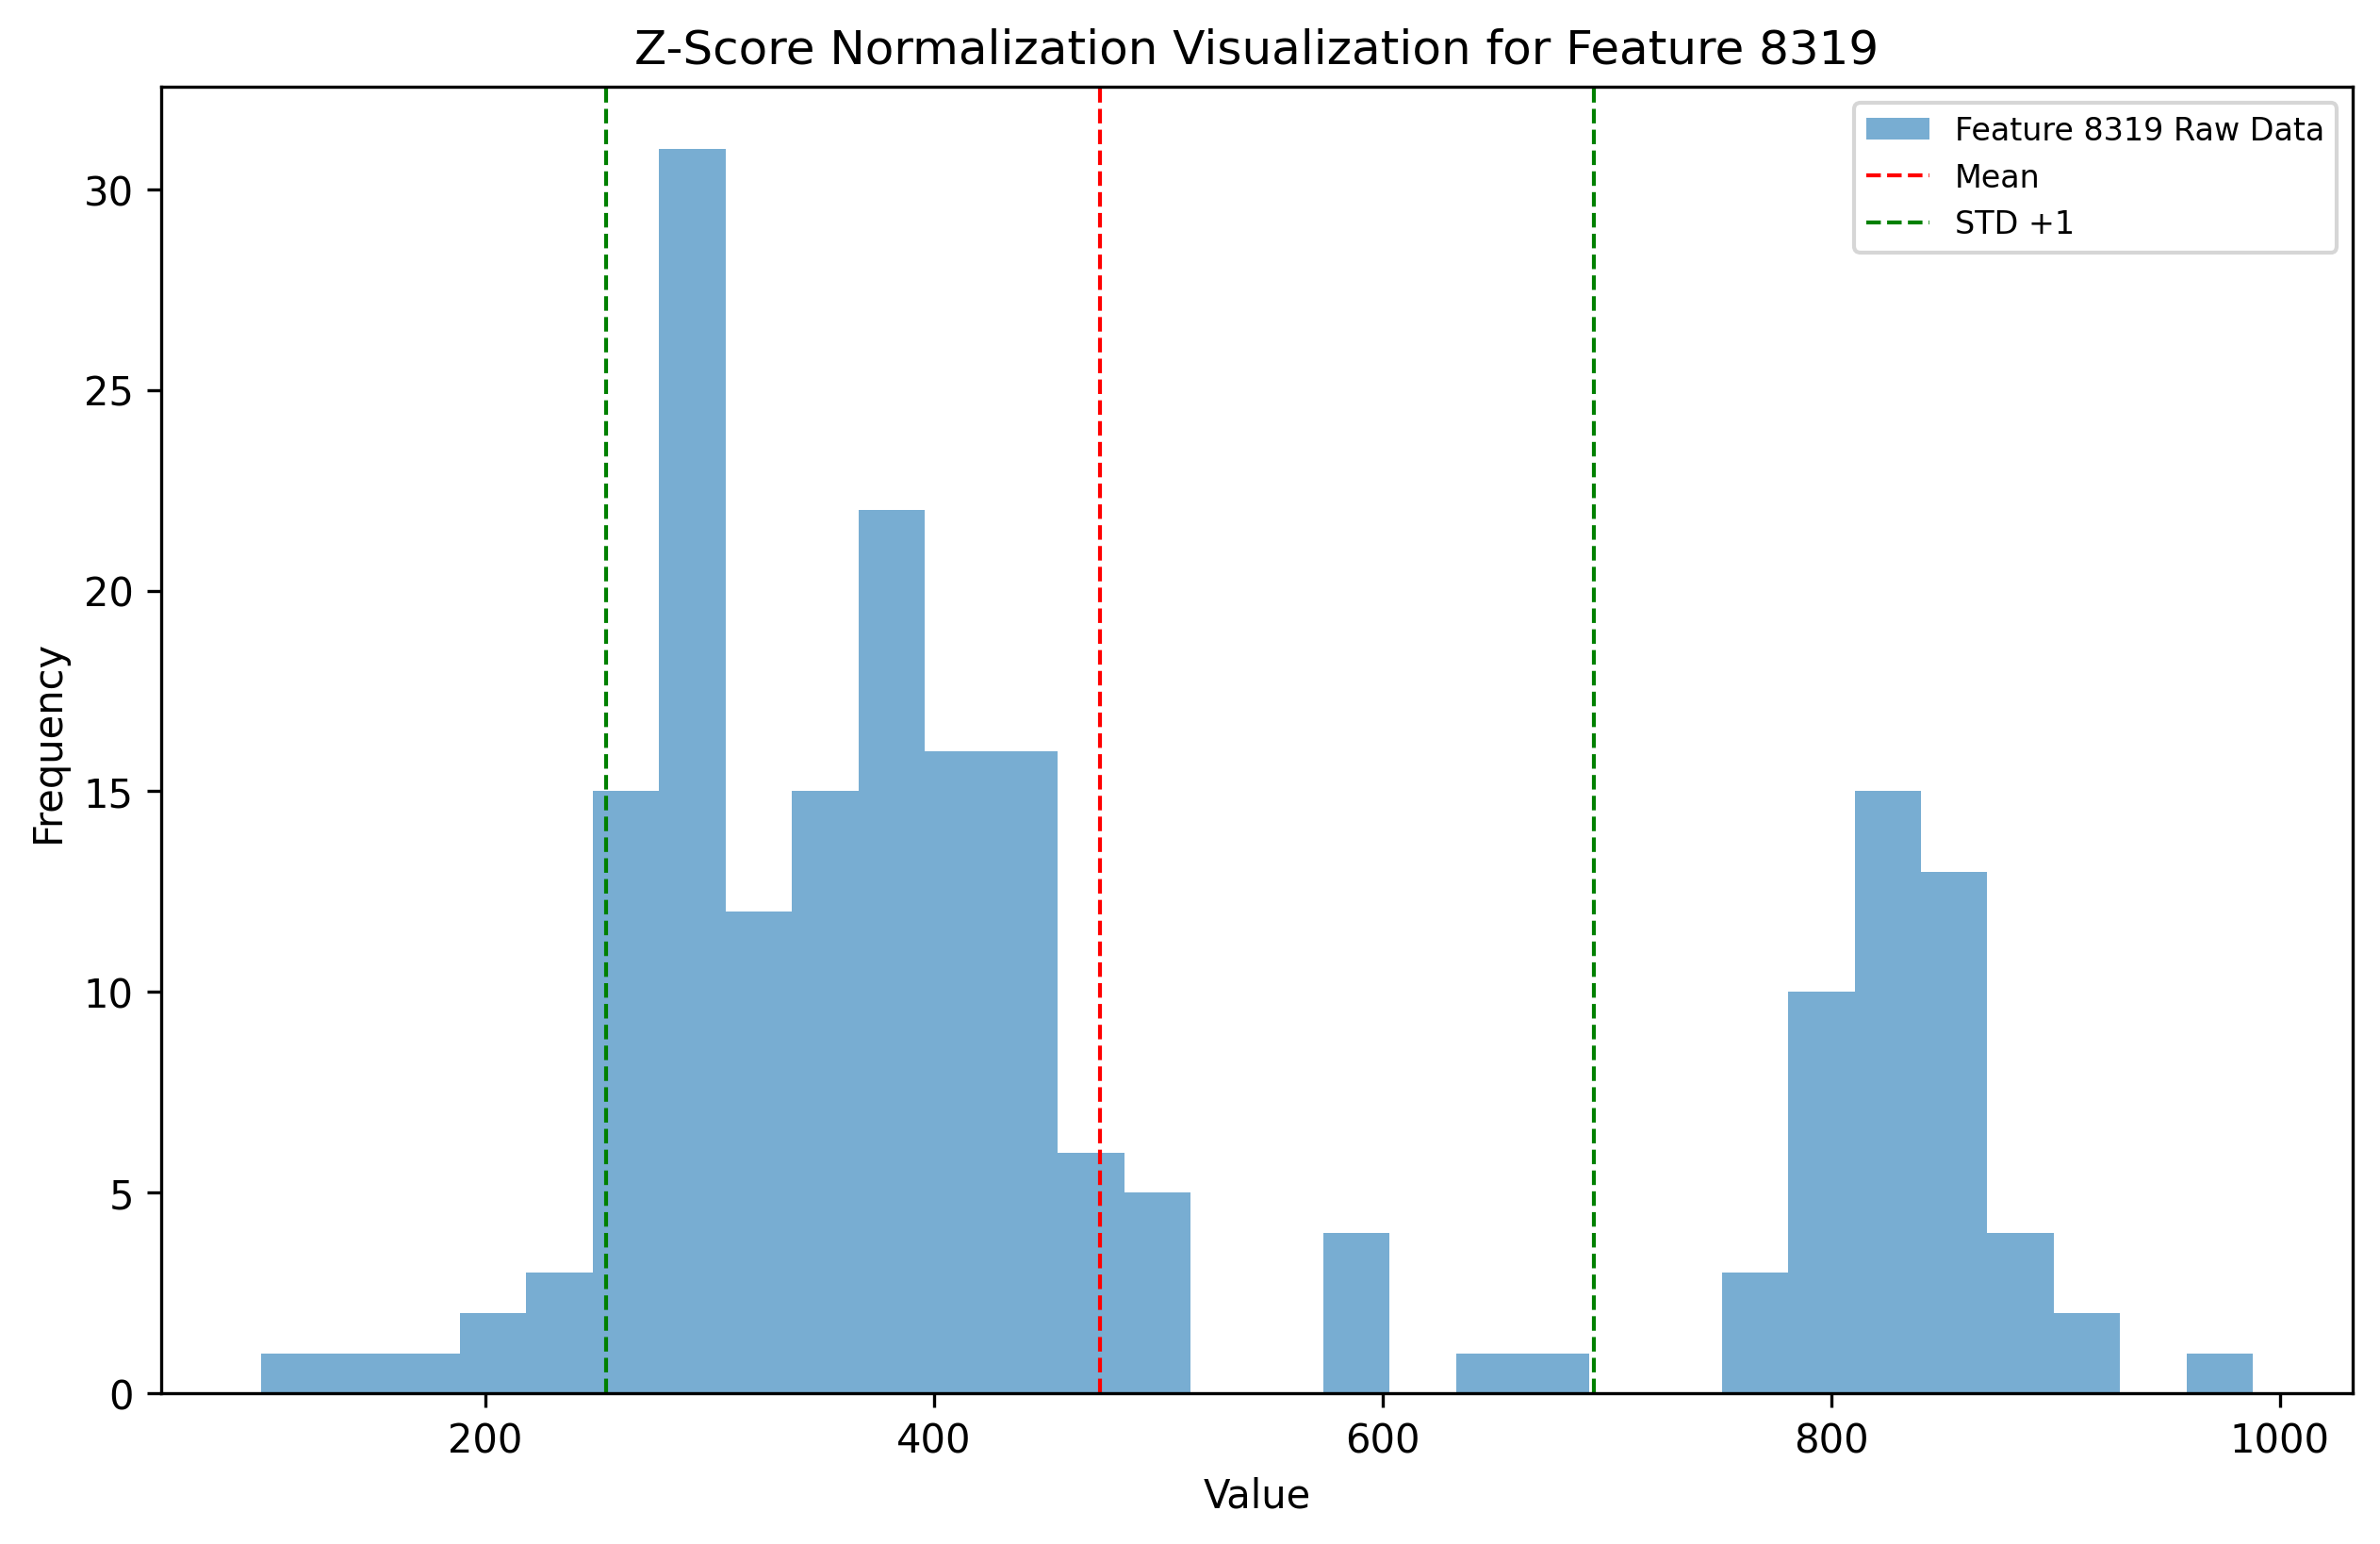 Z-Score Normalization Visualization for Feature 8319
Feature 8319 Raw Data
Mean
STD +1
30
25
20
15
10
5
0
Frequency
200
400
600
800
1000
Value